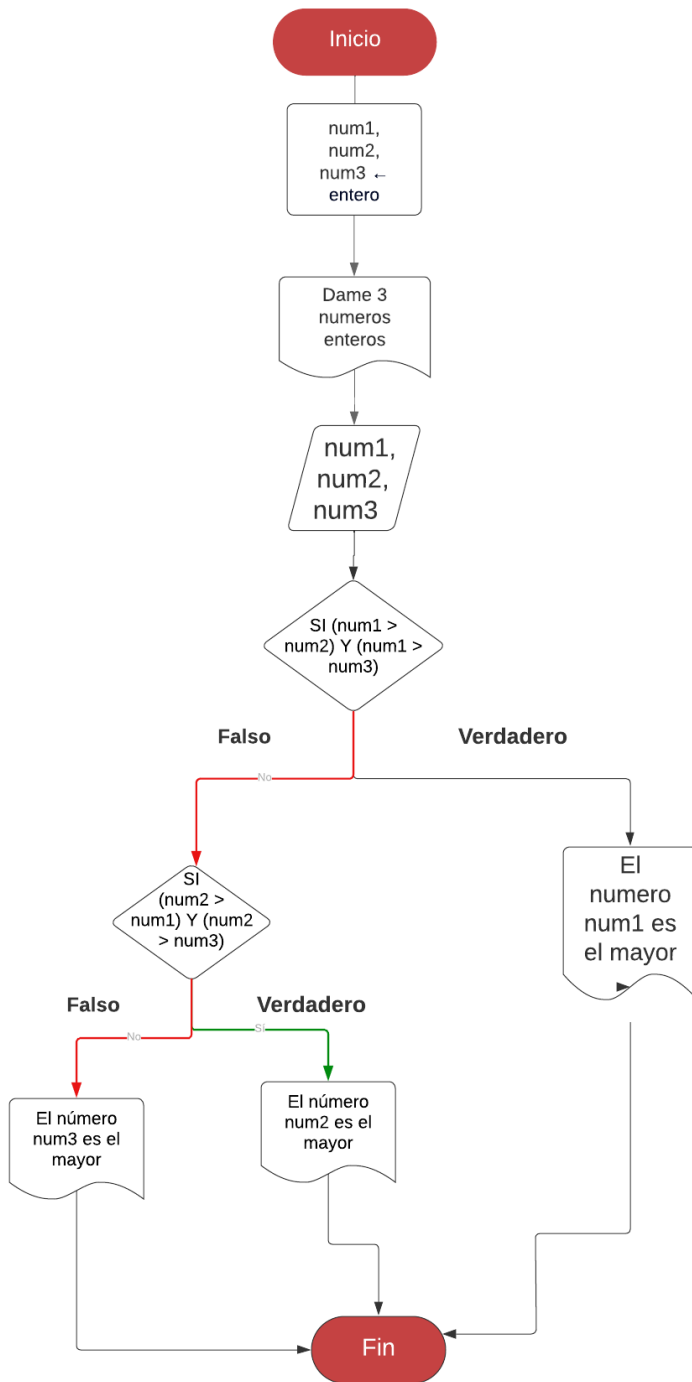 Inicio
num1,
num2,
num3 ←
entero
Dame 3
numeros
enteros
num1,
num2,
num3
SI (num1 >
num2) Y (num1 >
num3)
Falso
Verdadero
No
El
numero
num1 es
el mayor
SI
(num2 >
num1) Y (num2
> num3)
Falso
Verdadero
No
Sí
El número
num3 es el
mayor
El número
num2 es el
mayor
Fin